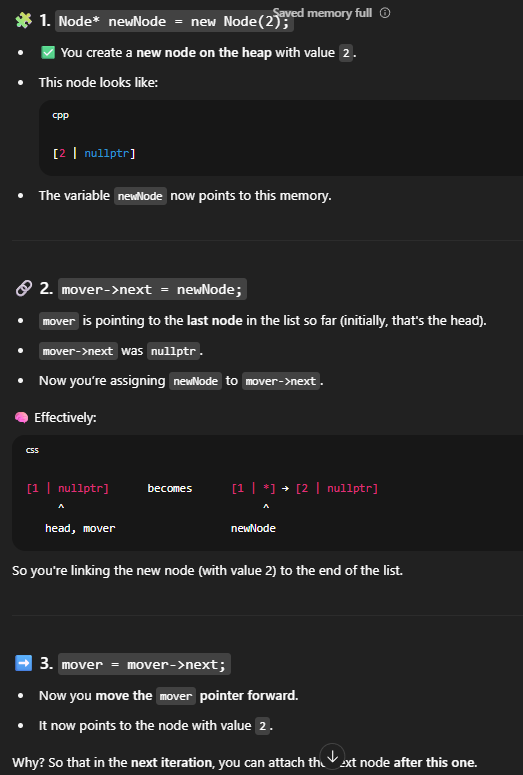 Saved memory full
1. Node* newNode = new Node(2);
You create a new node on the heap with value 2.
This node looks like:
cpp
[2 | nullptr]
The variable newNode now points to this memory.
2. mover->next = newNode;
mover is pointing to the last node in the list so far (initially, that's the head).
mover->next was nullptr.
Now you're assigning newNode to mover->next.
Effectively:
css
[1 | nullptr] becomes [1 | *] → [2 | nullptr]
^ ^
head, mover newNode
So you're linking the new node (with value 2) to the end of the list.
3. mover = mover->next;
Now you move the mover pointer forward.
It now points to the node with value 2.
Why? So that in the next iteration, you can attach the next node after this one.